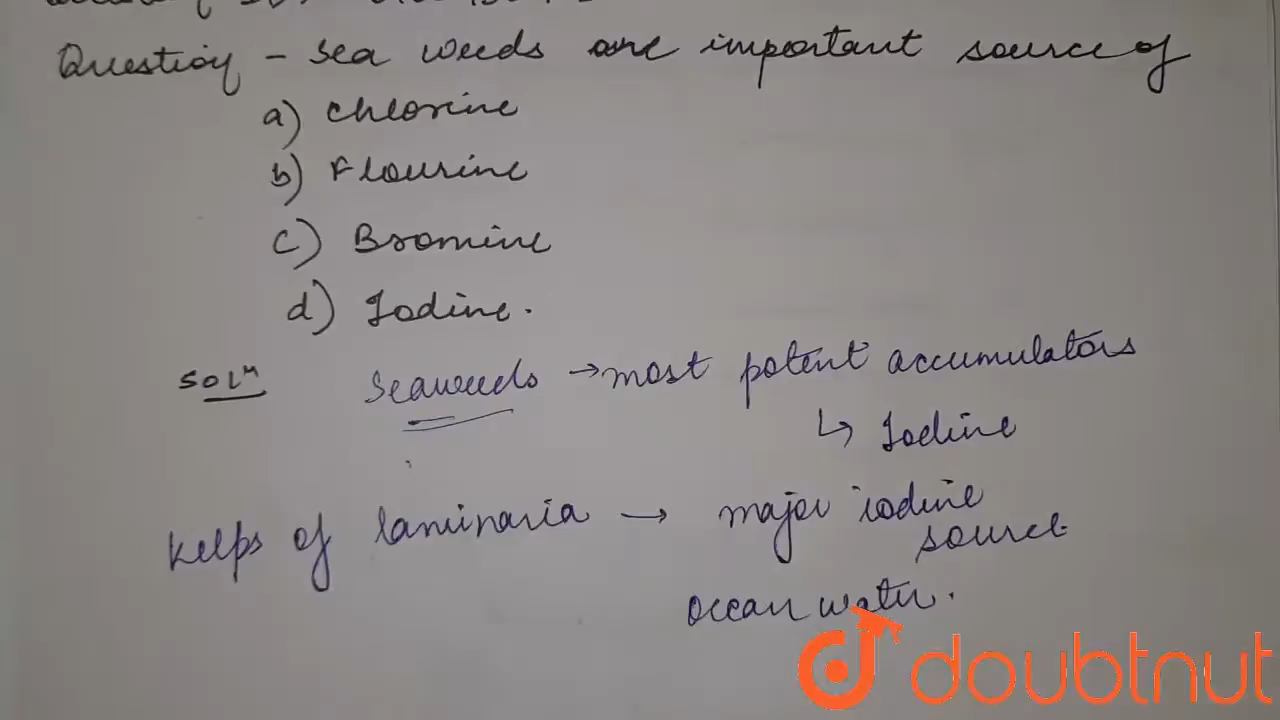 Question - Sea weeds are important source of
a) chlorine
b) Flourine
c) Bromine
d) Iodine.
Solⁿ Seaweeds → most potent accumulators
↳ Iodine
Kelps of laminaria → major iodine
source
Ocean water.
doubtnut